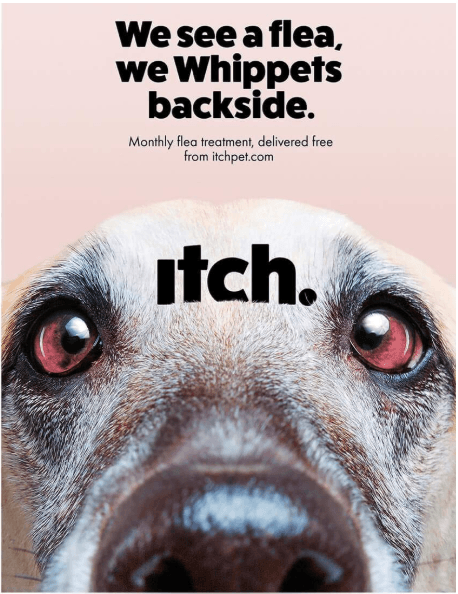 We see a flea,
we Whippets
backside.
Monthly flea treatment, delivered free
from itchpet.com
itch.